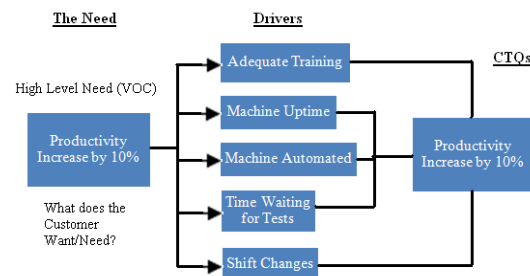 The Need
Drivers
CTQs
High Level Need (VOC)
Productivity
Increase by 10%
What does the
Customer
Want/Need?
Adequate Training
Machine Uptime
Machine Automated
Time Waiting
for Tests
Shift Changes
Productivity
Increase by 10%